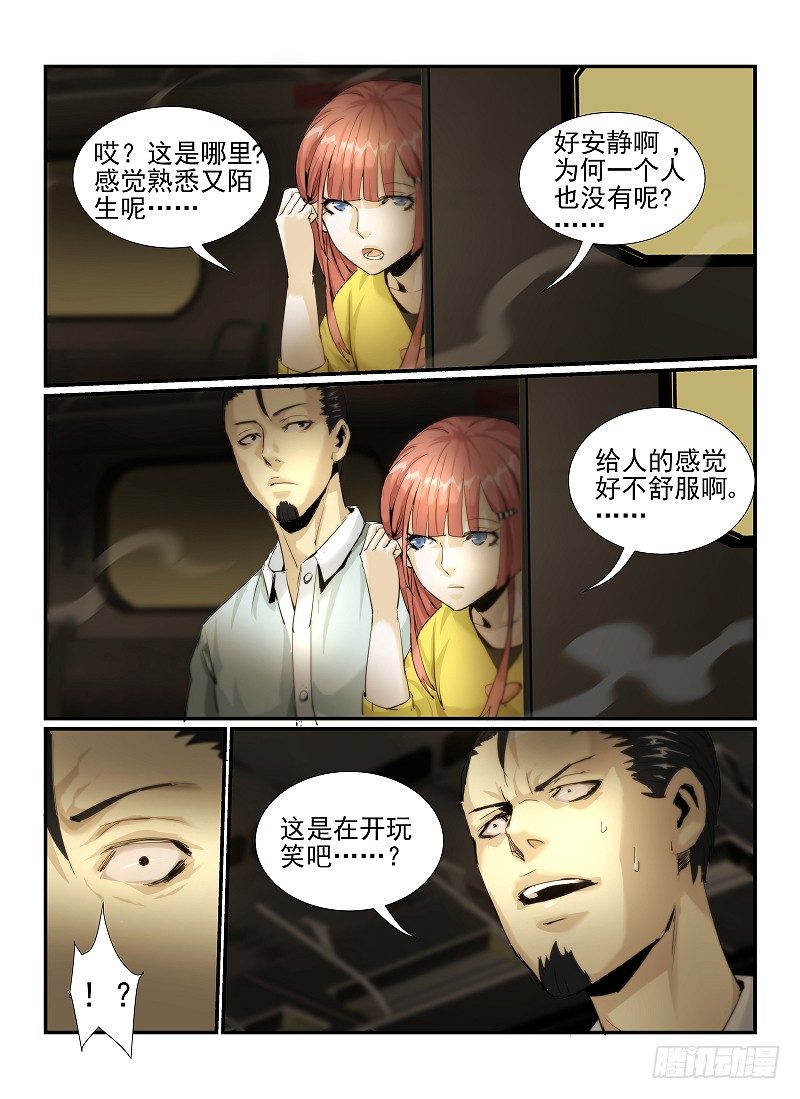 哎？这是哪里？
感觉熟悉又陌
生呢……
好安静啊，
为何一个人
也没有呢？
……
给人的感觉
好不舒服啊。
……
！？
这是在开玩
笑吧……？
腾讯动漫